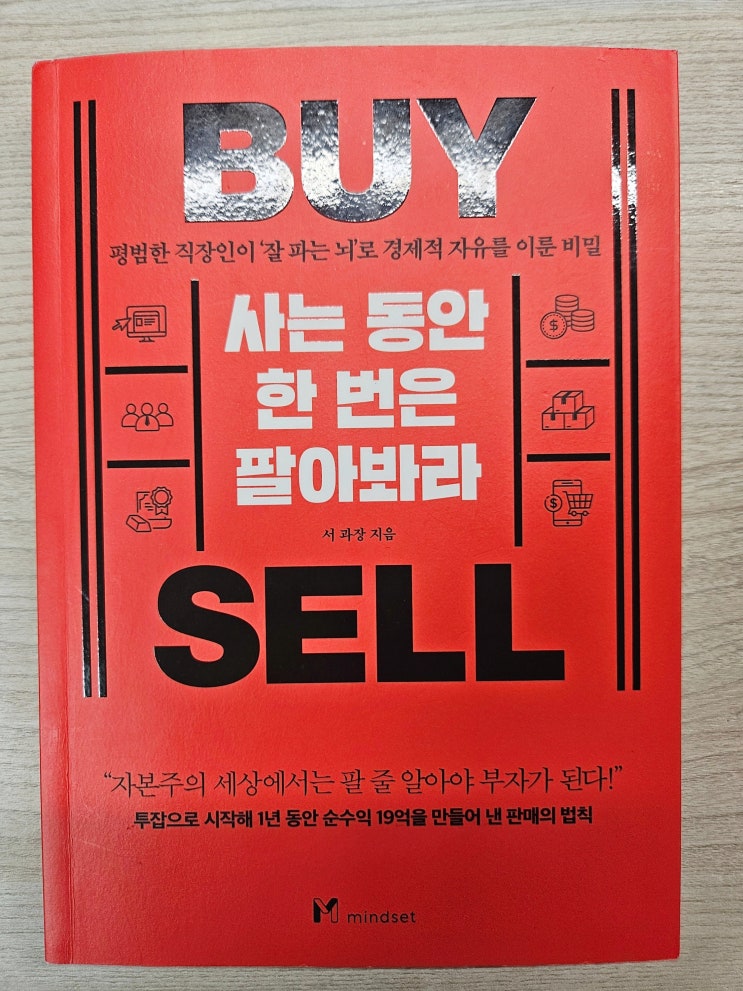 BUY
평범한 직장인이 '잘 파는 뇌'로 경제적 자유를 이룬 비밀
사는 동안
한 번은
팔아봐라
서 과장 지음
SELL
“자본주의 세상에서는 팔 줄 알아야 부자가 된다!”
투잡으로 시작해 1년 동안 순수익 19억을 만들어 낸 판매의 법칙
mindset